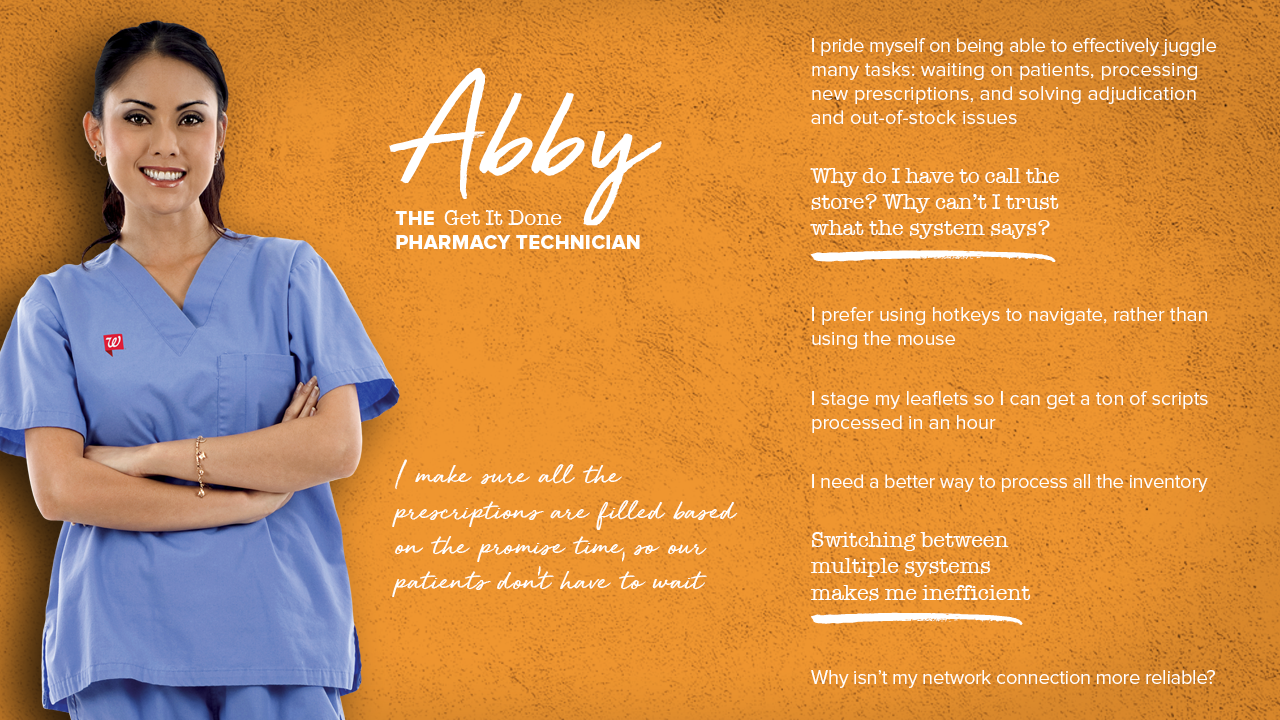 Abby
THE Get It Done
PHARMACY TECHNICIAN
I make sure all the
prescriptions are filled based
on the promise time, so our
patients don't have to wait
I pride myself on being able to effectively juggle
many tasks: waiting on patients, processing
new prescriptions, and solving adjudication
and out-of-stock issues
Why do I have to call the
store? Why can't I trust
what the system says?
I prefer using hotkeys to navigate, rather than
using the mouse
I stage my leaflets so I can get a ton of scripts
processed in an hour
I need a better way to process all the inventory
Switching between
multiple systems
makes me inefficient
Why isn't my network connection more reliable?
W